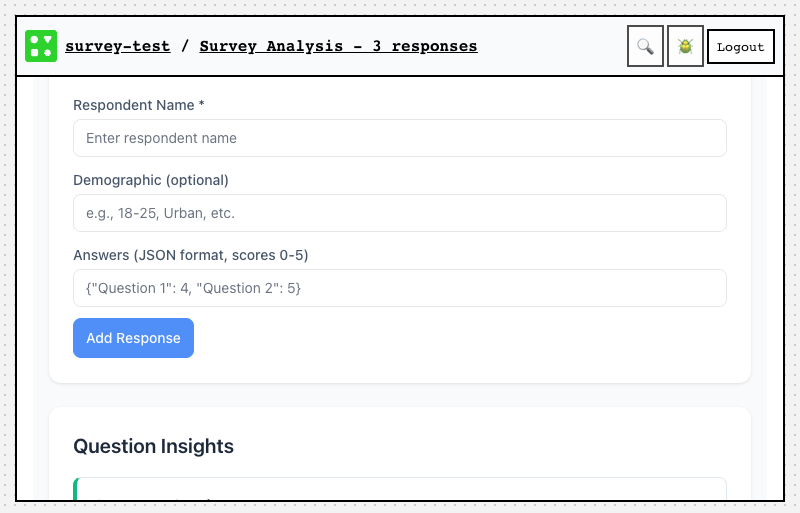 survey-test / Survey Analysis - 3 responses
Logout
Respondent Name *
Enter respondent name
Demographic (optional)
e.g., 18-25, Urban, etc.
Answers (JSON format, scores 0-5)
{"Question 1": 4, "Question 2": 5}
Add Response
Question Insights